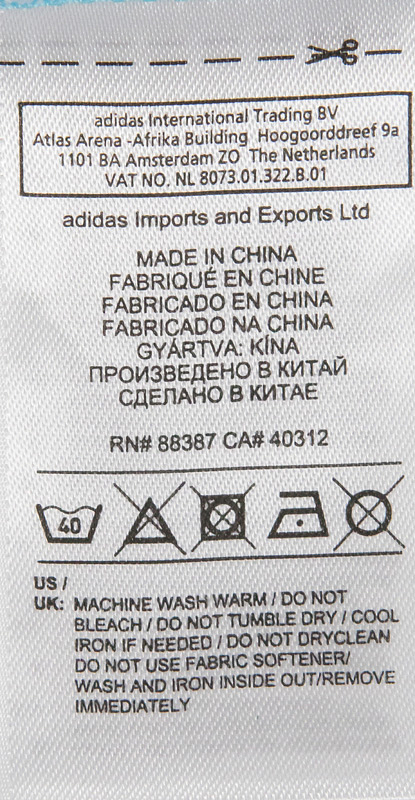 adidas International Trading BV
Atlas Arena -Afrika Building Hoogoorddreef 9a
1101 BA Amsterdam ZO The Netherlands
VAT NO. NL 8073.01.322.B.01
adidas Imports and Exports Ltd
MADE IN CHINA
FABRIQUÉ EN CHINE
FABRICADO EN CHINA
FABRICADO NA CHINA
GYÁRTVA: KÍNA
ПРОИЗВЕДЕНО В КИТАЙ
СДЕЛАНО В КИТАЕ
RN# 88387 CA# 40312
40
US /
UK: MACHINE WASH WARM / DO NOT
BLEACH / DO NOT TUMBLE DRY / COOL
IRON IF NEEDED / DO NOT DRYCLEAN
DO NOT USE FABRIC SOFTENER/
WASH AND IRON INSIDE OUT/REMOVE
IMMEDIATELY